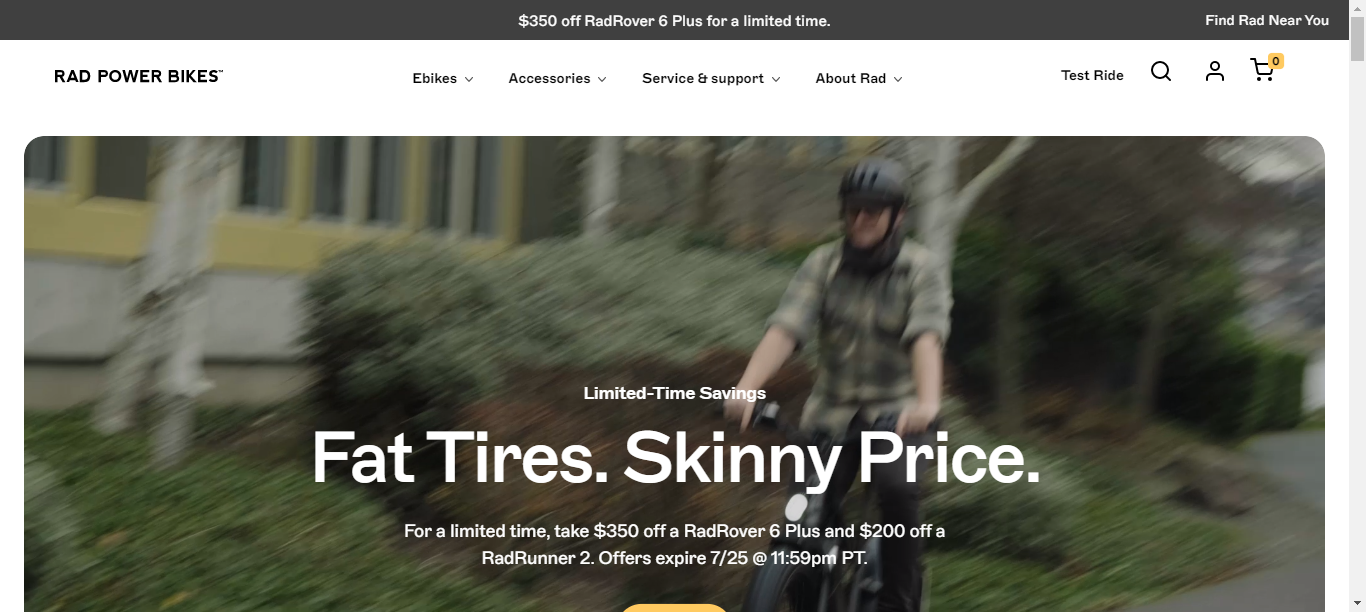 $350 off RadRover 6 Plus for a limited time.
Find Rad Near You
RAD POWER BIKES™
Ebikes
Accessories
Service & support
About Rad
Test Ride
0
Limited-Time Savings
Fat Tires. Skinny Price.
For a limited time, take $350 off a RadRover 6 Plus and $200 off a
RadRunner 2. Offers expire 7/25 @ 11:59pm PT.